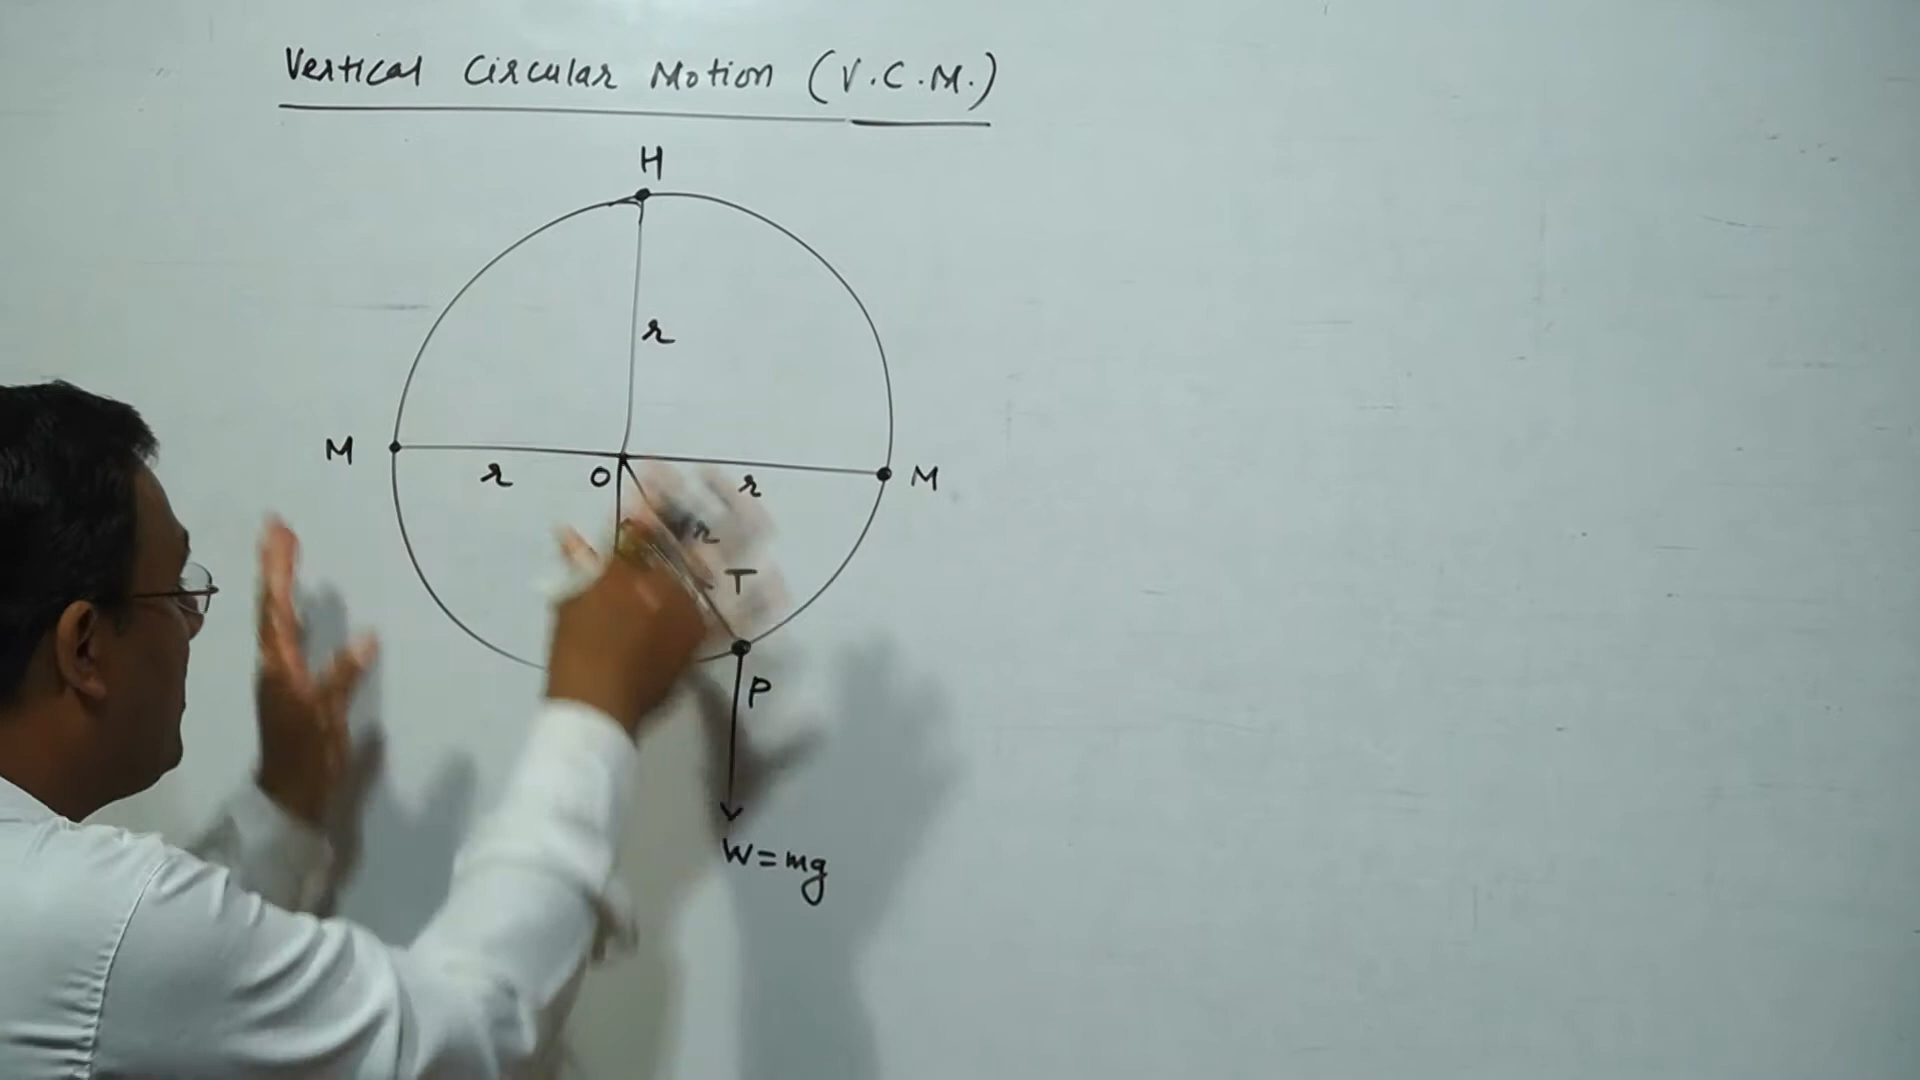 Vertical Circular Motion (V.C.M.)
H
r
M
r
O
r
M
r
T
P
W = mg